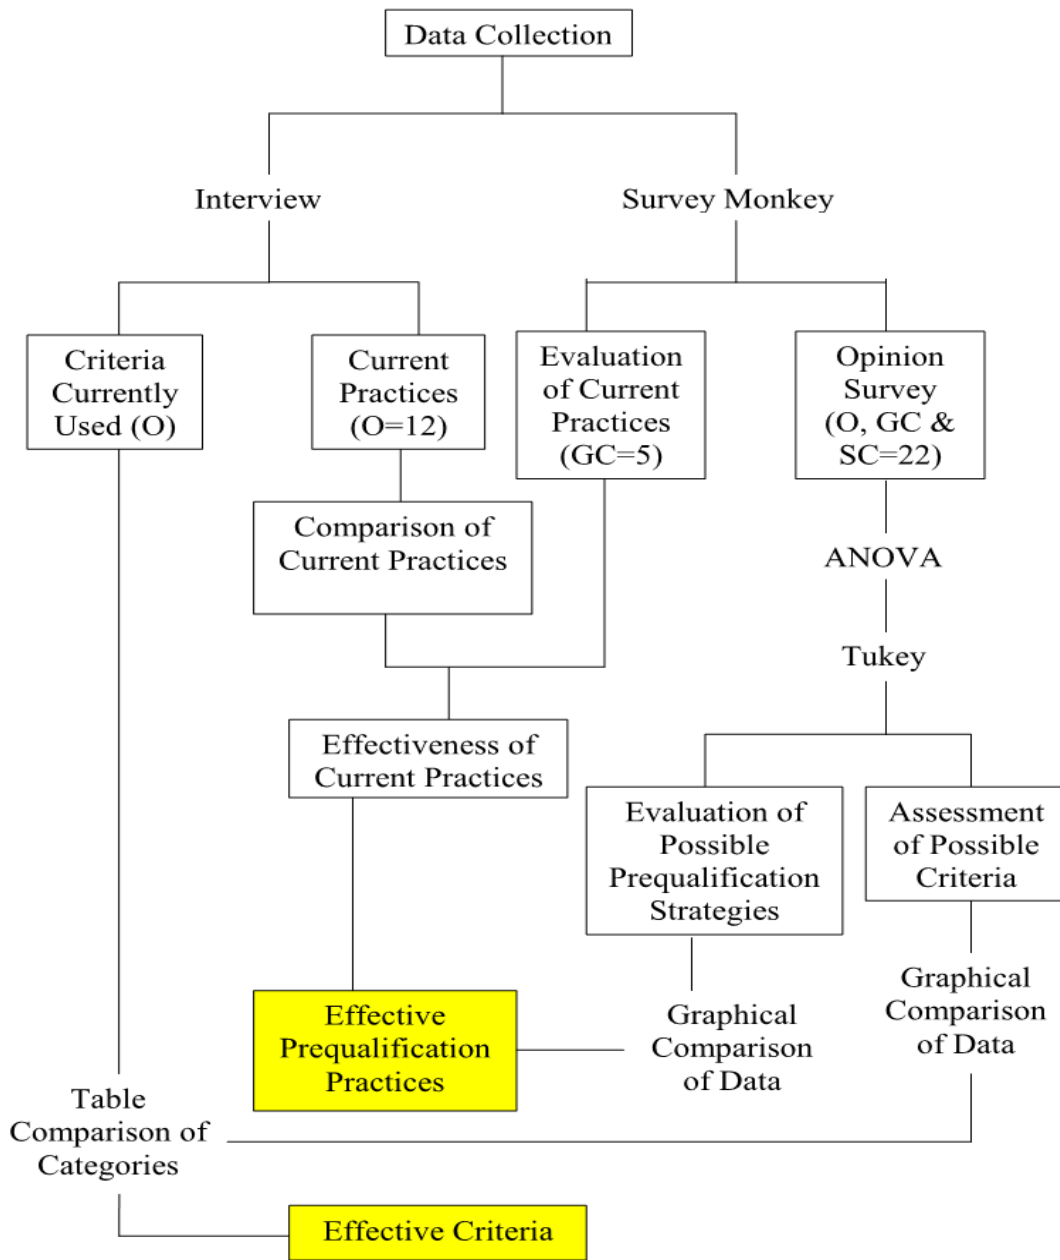 Data Collection
Interview
Survey Monkey
Criteria
Currently
Used (O)
Current
Practices
(O=12)
Evaluation
of Current
Practices
(GC=5)
Opinion
Survey
(O, GC &
SC=22)
Comparison of
Current Practices
ANOVA
Tukey
Effectiveness of
Current Practices
Evaluation of
Possible
Prequalification
Strategies
Assessment
of Possible
Criteria
Effective
Prequalification
Practices
Graphical
Comparison
of Data
Graphical
Comparison
of Data
Table
Comparison of
Categories
Effective Criteria